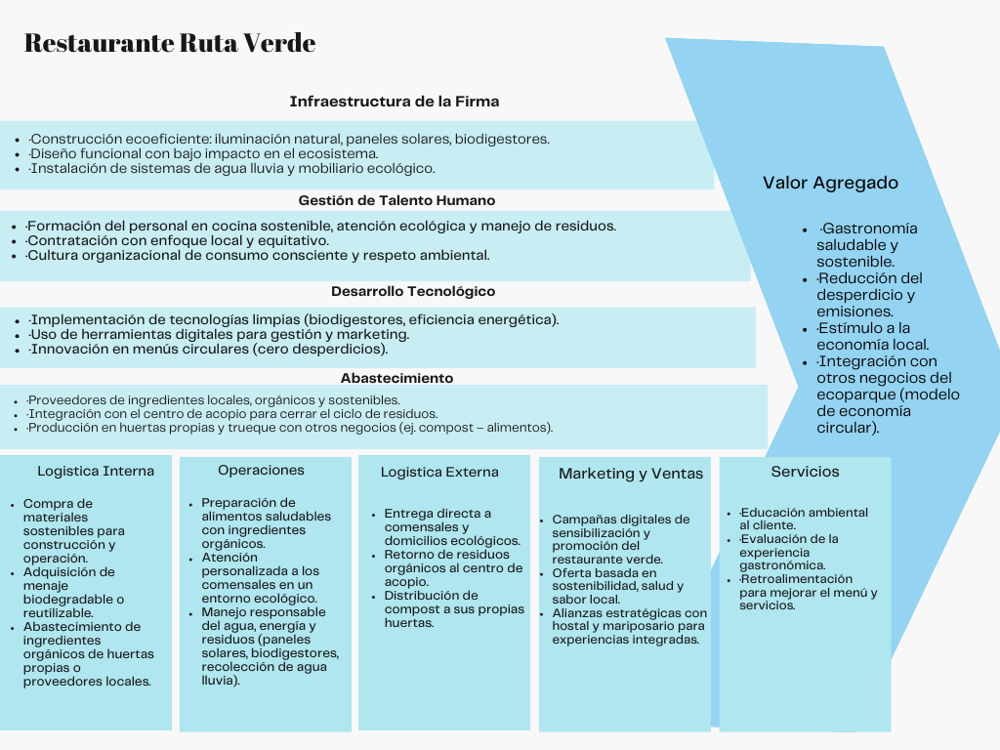 Restaurante Ruta Verde
Infraestructura de la Firma
• ·Construcción ecoeficiente: iluminación natural, paneles solares, biodigestores.
• ·Diseño funcional con bajo impacto en el ecosistema.
• ·Instalación de sistemas de agua lluvia y mobiliario ecológico.
Gestión de Talento Humano
• ·Formación del personal en cocina sostenible, atención ecológica y manejo de residuos.
• ·Contratación con enfoque local y equitativo.
• ·Cultura organizacional de consumo consciente y respeto ambiental.
Desarrollo Tecnológico
• ·Implementación de tecnologías limpias (biodigestores, eficiencia energética).
• ·Uso de herramientas digitales para gestión y marketing.
• ·Innovación en menús circulares (cero desperdicios).
Abastecimiento
• ·Proveedores de ingredientes locales, orgánicos y sostenibles.
• ·Integración con el centro de acopio para cerrar el ciclo de residuos.
• ·Producción en huertas propias y trueque con otros negocios (ej. compost – alimentos).
Valor Agregado
• ·Gastronomía
saludable y
sostenible.
• ·Reducción del
desperdicio y
emisiones.
• ·Estímulo a la
economía local.
• ·Integración con
otros negocios del
ecoparque (modelo
de economía
circular).
Logistica Interna
• Compra de
materiales
sostenibles para
construcción y
operación.
• Adquisición de
menaje
biodegradable o
reutilizable.
• Abastecimiento de
ingredientes
orgánicos de huertas
propias o
proveedores locales.
Operaciones
• Preparación de
alimentos saludables
con ingredientes
orgánicos.
• Atención
personalizada a los
comensales en un
entorno ecológico.
• Manejo responsable
del agua, energía y
residuos (paneles
solares, biodigestores,
recolección de agua
lluvia).
Logistica Externa
• Entrega directa a
comensales y
domicilios ecológicos.
• Retorno de residuos
orgánicos al centro de
acopio.
• Distribución de
compost a sus propias
huertas.
Marketing y Ventas
• Campañas digitales de
sensibilización y
promoción del
restaurante verde.
• Oferta basada en
sostenibilidad, salud y
sabor local.
• Alianzas estratégicas con
hostal y mariposario para
experiencias integradas.
Servicios
• ·Educación ambiental
al cliente.
• ·Evaluación de la
experiencia
gastronómica.
• ·Retroalimentación
para mejorar el menú y
servicios.